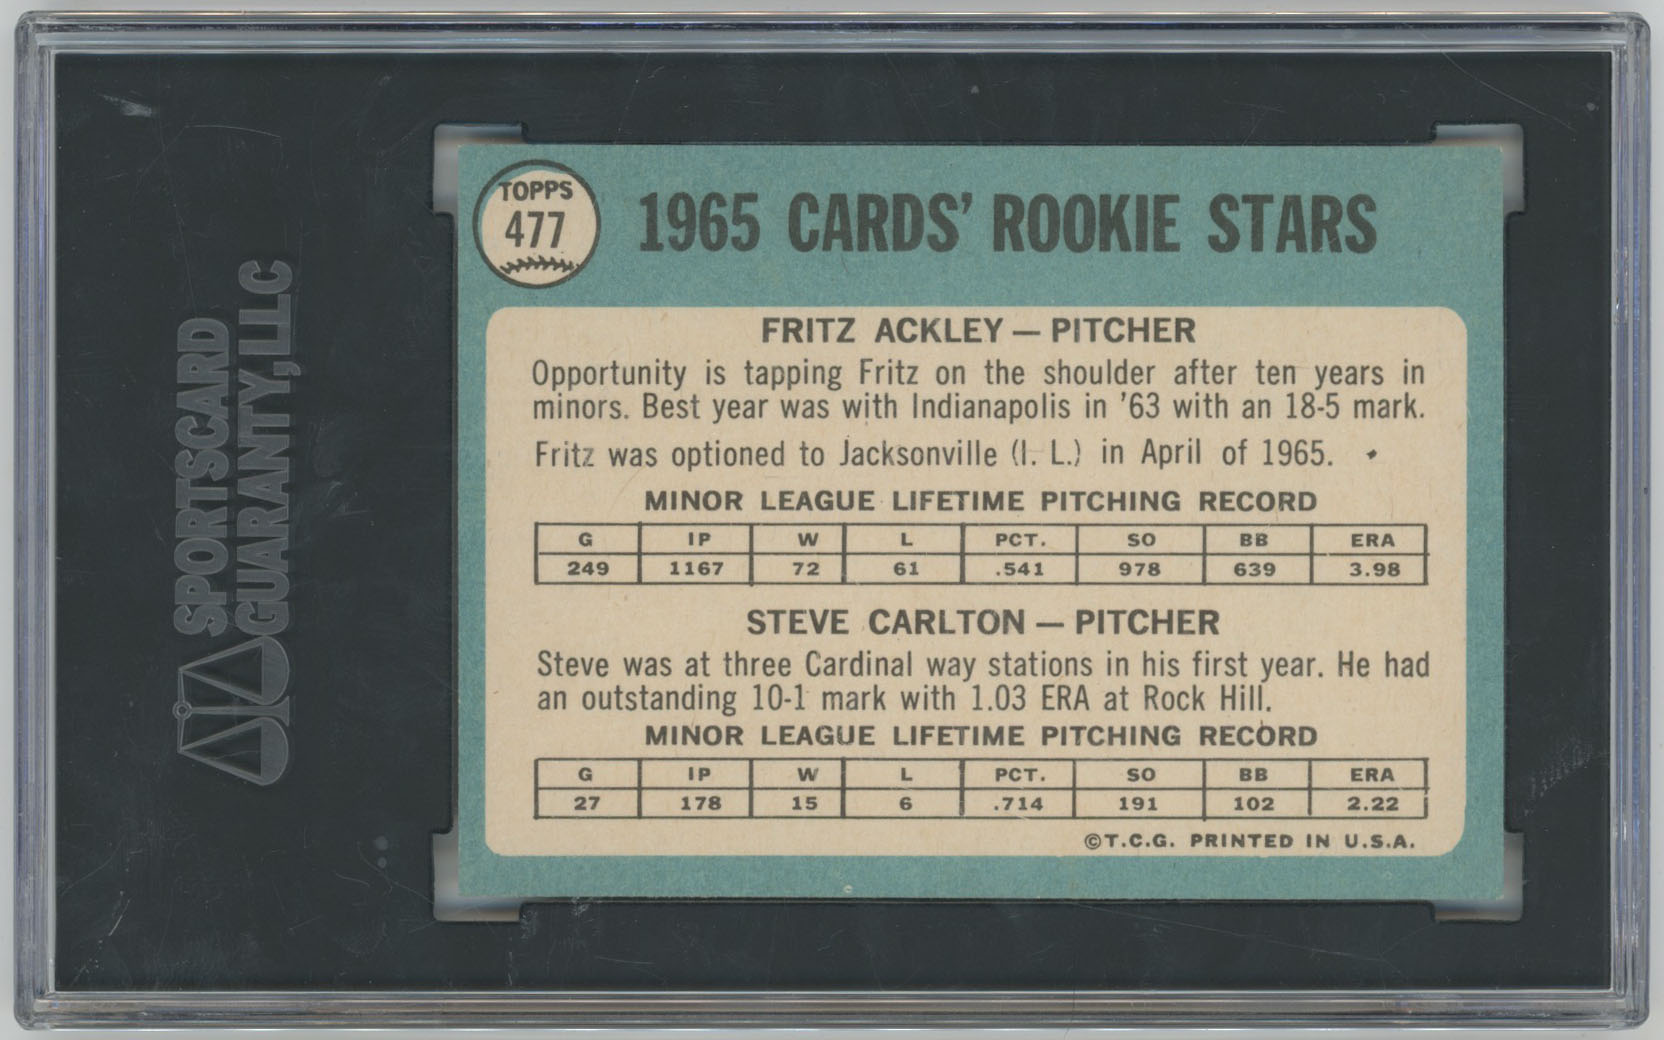 SPORTSCARD
GUARANTY, LLC
TOPPS
477
1965 CARDS' ROOKIE STARS
FRITZ ACKLEY — PITCHER
Opportunity is tapping Fritz on the shoulder after ten years in
minors. Best year was with Indianapolis in '63 with an 18-5 mark.
Fritz was optioned to Jacksonville (I. L.) in April of 1965.
MINOR LEAGUE LIFETIME PITCHING RECORD
G IP W L PCT. SO BB ERA
249 1167 72 61 .541 978 639 3.98
STEVE CARLTON — PITCHER
Steve was at three Cardinal way stations in his first year. He had
an outstanding 10-1 mark with 1.03 ERA at Rock Hill.
MINOR LEAGUE LIFETIME PITCHING RECORD
G IP W L PCT. SO BB ERA
27 178 15 6 .714 191 102 2.22
©T.C.G. PRINTED IN U.S.A.